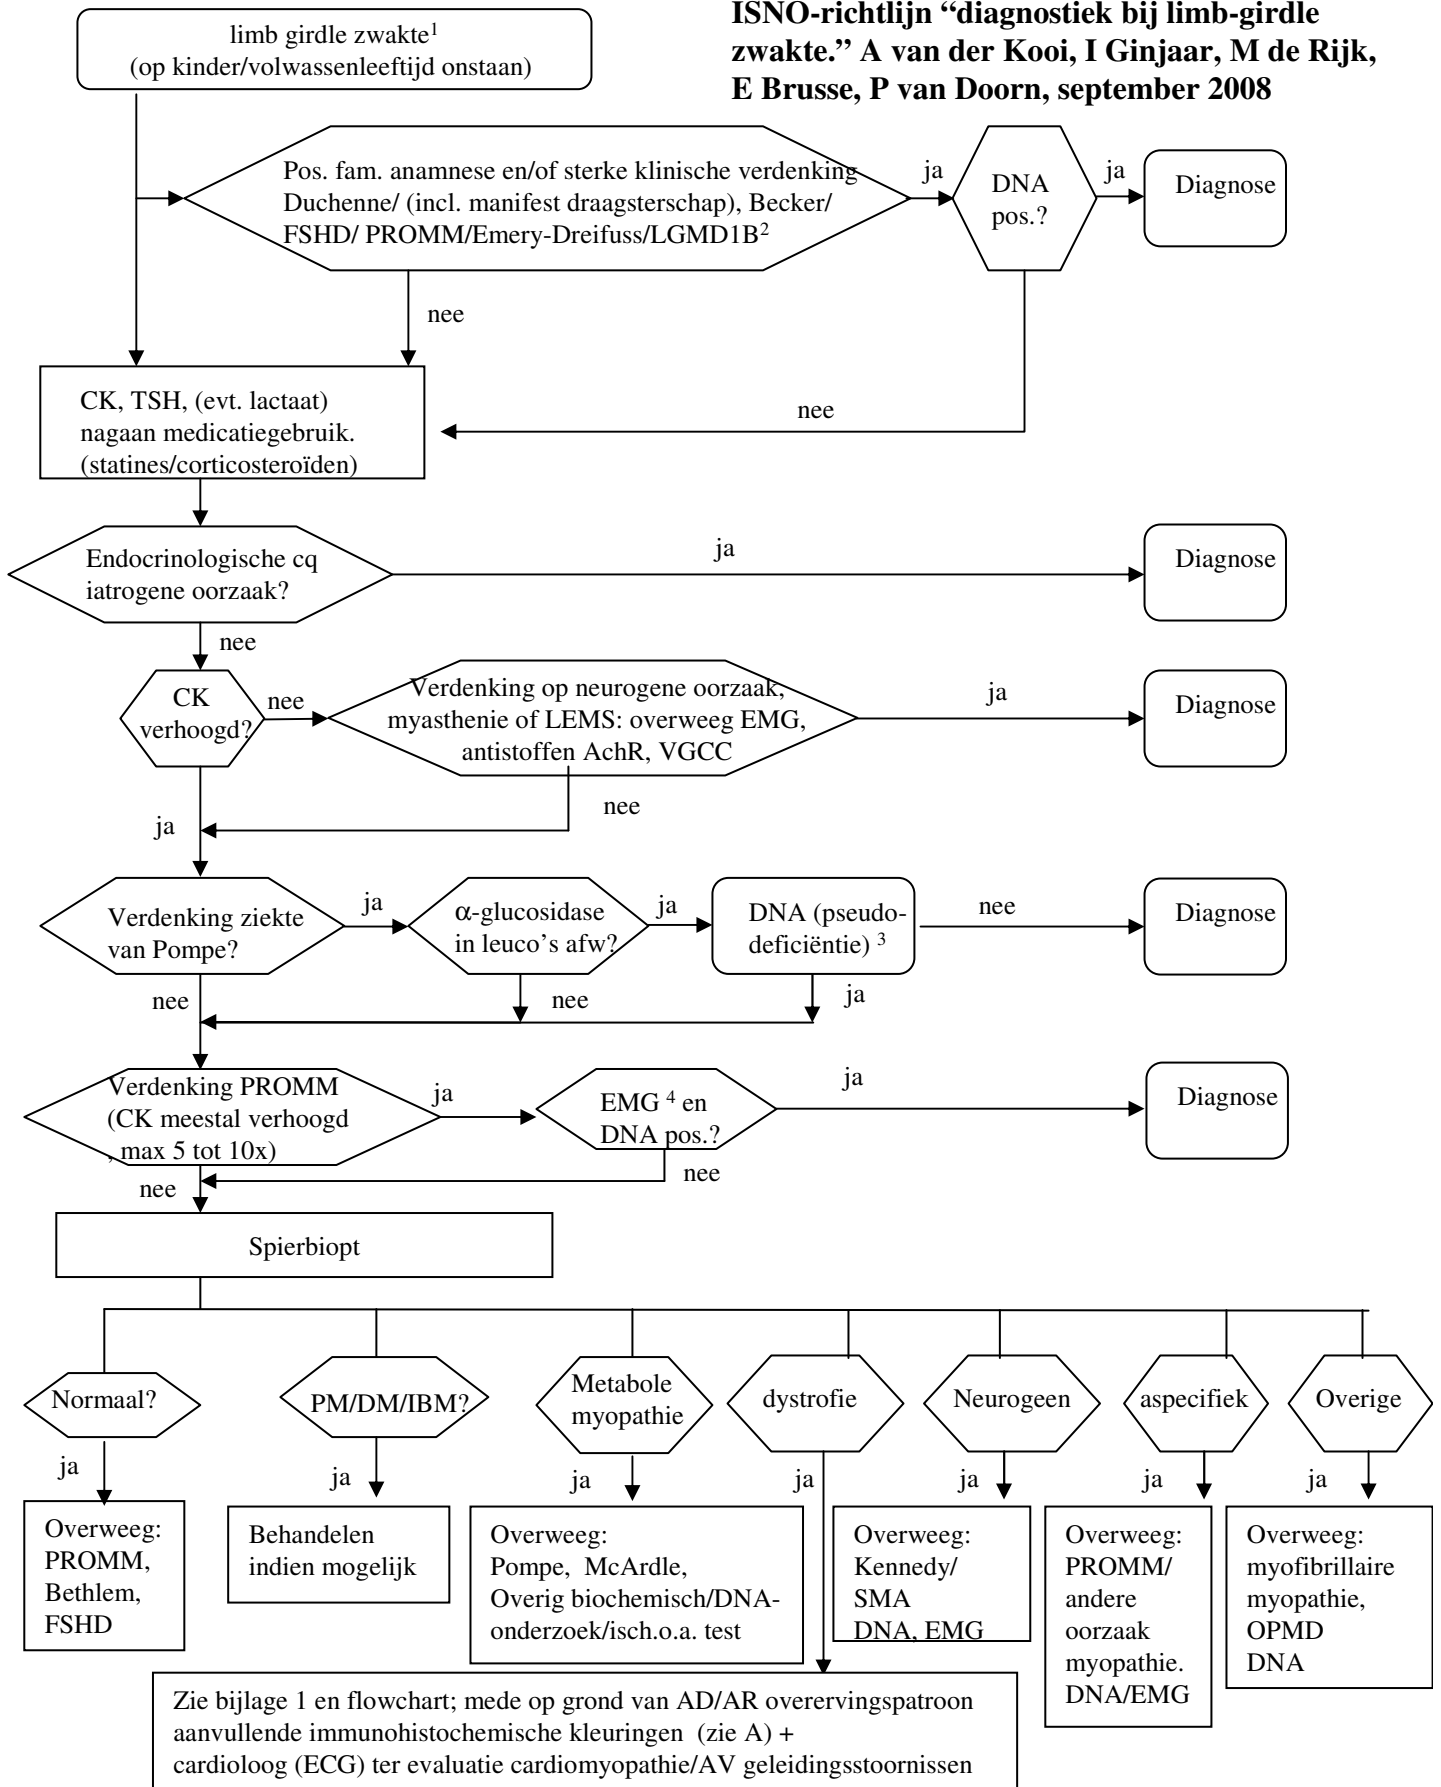 ISNO-richtlijn “diagnostiek bij limb-girdle
zwakte.” A van der Kooi, I Ginjaar, M de Rijk,
E Brusse, P van Doorn, september 2008
limb girdle zwakte1
(op kinder/volwassenleeftijd onstaan)
Pos. fam. anamnese en/of sterke klinische verdenking
Duchenne/ (incl. manifest draagsterschap), Becker/
FSHD/ PROMM/Emery-Dreifuss/LGMD1B2
ja
DNA
pos.?
ja
Diagnose
nee
nee
CK, TSH, (evt. lactaat)
nagaan medicatiegebruik.
(statines/corticosteroïden)
Endocrinologische cq
iatrogene oorzaak?
ja
Diagnose
nee
CK
verhoogd?
nee
Verdenking op neurogene oorzaak,
myasthenie of LEMS: overweeg EMG,
antistoffen AchR, VGCC
ja
Diagnose
nee
ja
Verdenking ziekte
van Pompe?
ja
α-glucosidase
in leuco’s afw?
ja
DNA (pseudo-
deficiëntie) 3
nee
Diagnose
nee
nee
ja
Verdenking PROMM
(CK meestal verhoogd
, max 5 tot 10x)
ja
EMG 4 en
DNA pos.?
ja
Diagnose
nee
nee
Spierbiopt
Normaal?
PM/DM/IBM?
Metabole
myopathie
dystrofie
Neurogeen
aspecifiek
Overige
ja
ja
ja
ja
ja
ja
ja
Overweeg:
PROMM,
Bethlem,
FSHD
Behandelen
indien mogelijk
Overweeg:
Pompe, McArdle,
Overig biochemisch/DNA-
onderzoek/isch.o.a. test
Overweeg:
Kennedy/
SMA
DNA, EMG
Overweeg:
PROMM/
andere
oorzaak
myopathie.
DNA/EMG
Overweeg:
myofibrillaire
myopathie,
OPMD
DNA
Zie bijlage 1 en flowchart; mede op grond van AD/AR overervingspatroon
aanvullende immunohistochemische kleuringen (zie A) +
cardioloog (ECG) ter evaluatie cardiomyopathie/AV geleidingsstoornissen